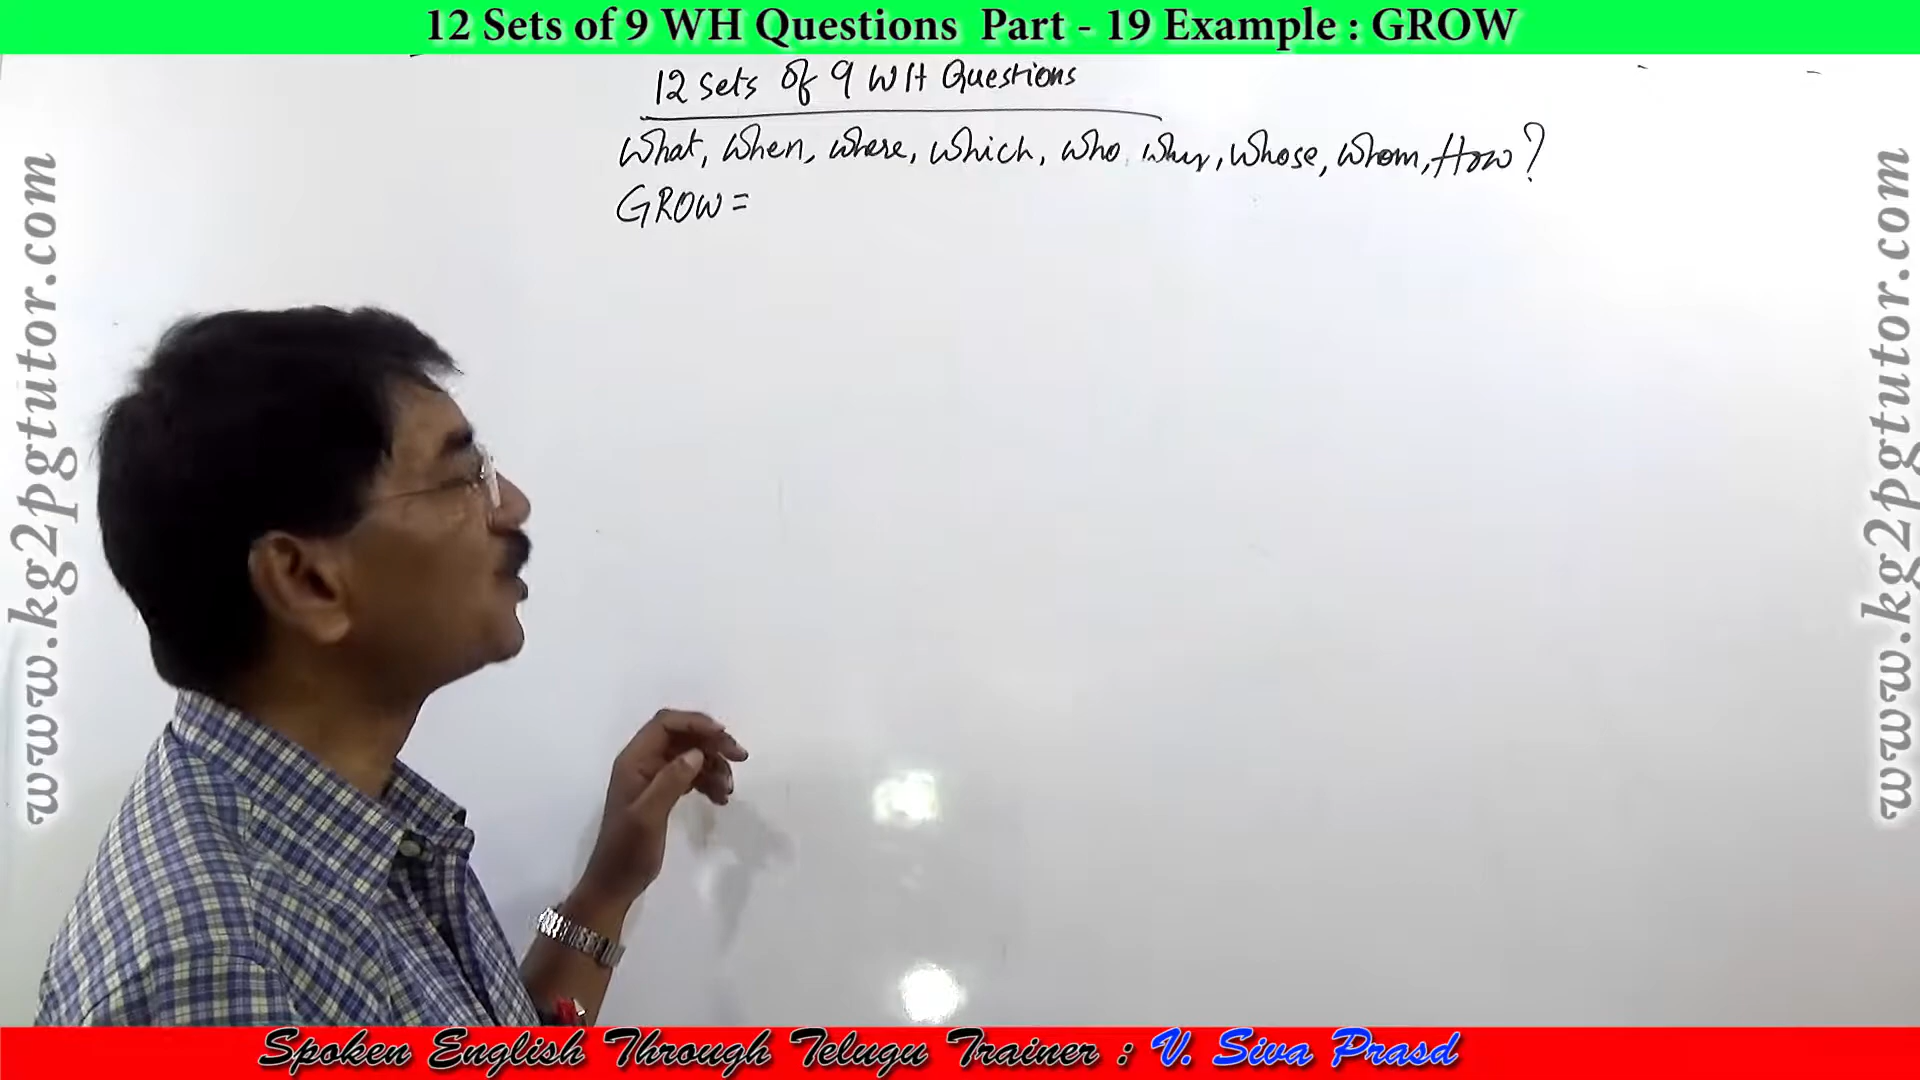 12 Sets of 9 WH Questions Part - 19 Example : GROW
12 Sets of 9 WH Questions
What, When, Where, Which, Who, Why, Whose, Whom, How?
GROW =
www.kg2pgtutor.com
www.kg2pgtutor.com
Spoken English Through Telugu Trainer : V. Siva Prasd